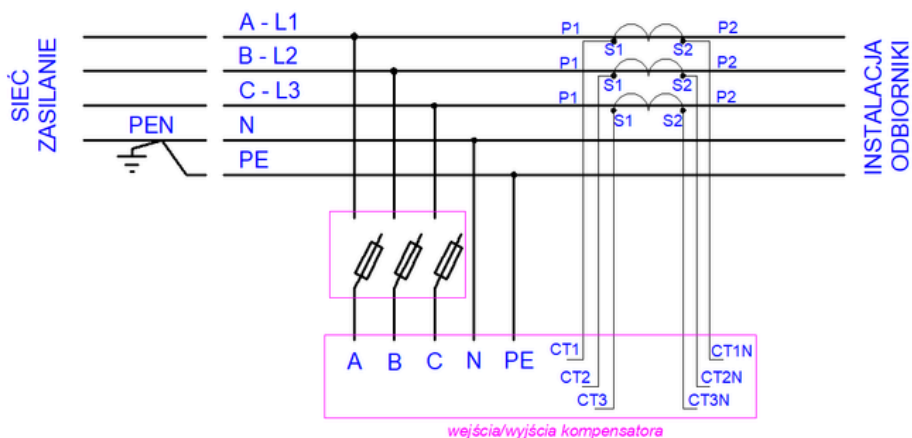 SIEĆ
ZASILANIE
A - L1
B - L2
C - L3
PEN
N
PE
P1
P2
S1
S2
P1
P2
S1
S2
P1
P2
S1
S2
INSTALACJA
ODBIORNIKI
A
B
C
N
PE
CT1
CT1N
CT2
CT2N
CT3
CT3N
wejścia/wyjścia kompensatora